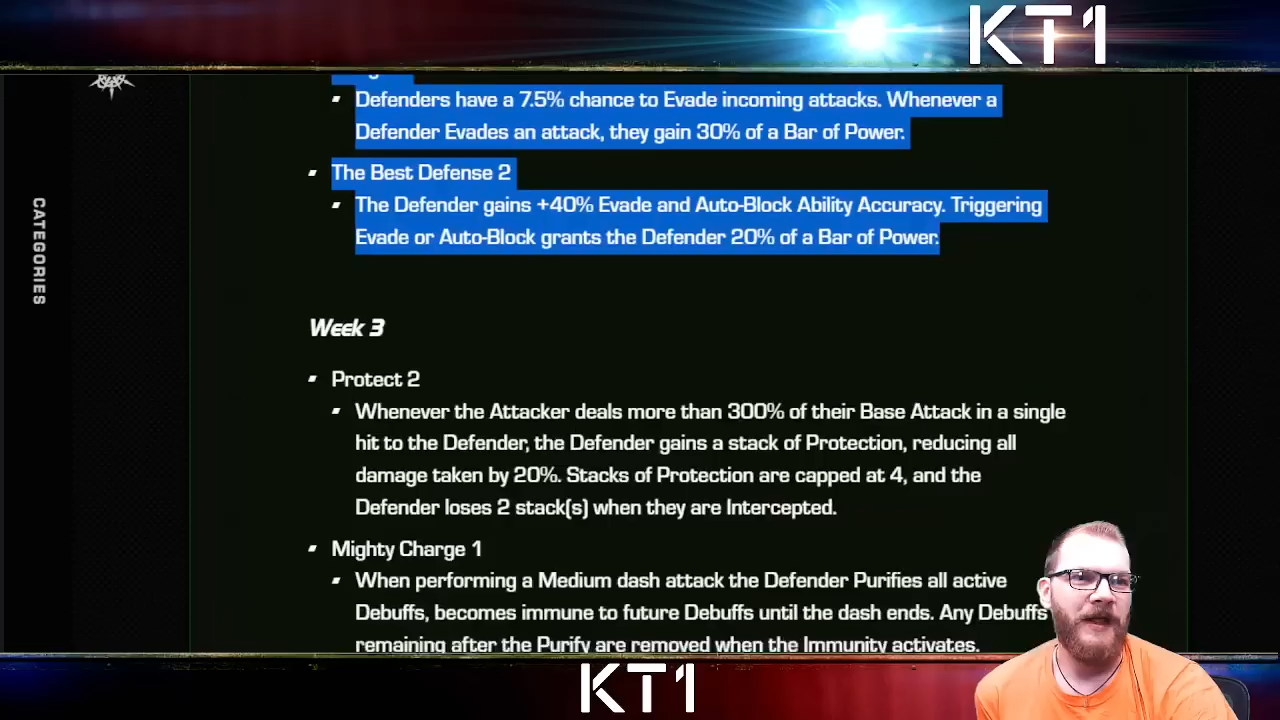 KT1
Defenders have a 7.5% chance to Evade incoming attacks. Whenever a
Defender Evades an attack, they gain 30% of a Bar of Power.
The Best Defense 2
The Defender gains +40% Evade and Auto-Block Ability Accuracy. Triggering
Evade or Auto-Block grants the Defender 20% of a Bar of Power.
CATEGORIES
Week 3
Protect 2
Whenever the Attacker deals more than 300% of their Base Attack in a single
hit to the Defender, the Defender gains a stack of Protection, reducing all
damage taken by 20%. Stacks of Protection are capped at 4, and the
Defender loses 2 stack(s) when they are Intercepted.
Mighty Charge 1
When performing a Medium dash attack the Defender Purifies all active
Debuffs, becomes immune to future Debuffs until the dash ends. Any Debuffs
remaining after the Purify are removed when the Immunity activates.
KT1